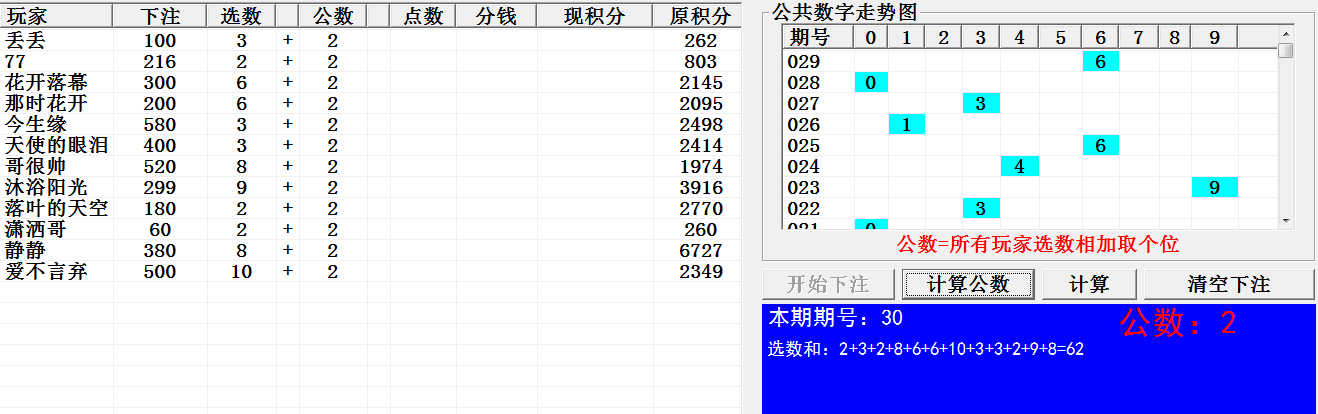 玩家 下注 选数 公数 点数 分钱 现积分 原积分
丢丢 100 3 + 2 262
77 216 2 + 2 803
花开落幕 300 6 + 2 2145
那时花开 200 6 + 2 2095
今生缘 580 3 + 2 2498
天使的眼泪 400 3 + 2 2414
哥很帅 520 8 + 2 1974
沐浴阳光 299 9 + 2 3916
落叶的天空 180 2 + 2 2770
潇洒哥 60 2 + 2 260
静静 380 8 + 2 6727
爱不言弃 500 10 + 2 2349
公共数字走势图
期号 0 1 2 3 4 5 6 7 8 9
029 6
028 0
027 3
026 1
025 6
024 4
023 9
022 3
021 0
公数=所有玩家选数相加取个位
开始下注 计算公数 计算 清空下注
本期期号：30
公数：2
选数和：2+3+2+8+6+6+10+3+3+2+9+8=62